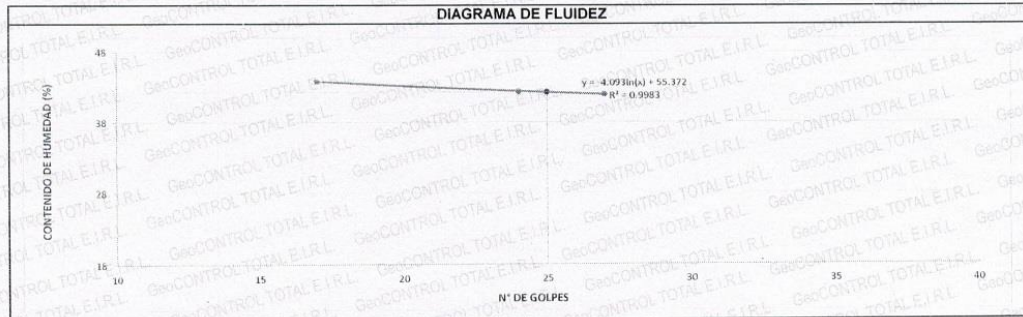 DIAGRAMA DE FLUIDEZ
GeoCONTROL TOTAL E.I.R.L.
CONTENIDO DE HUMEDAD (%)
45
38
28
18
y = -4.093ln(x) + 55.372
R² = 0.9983
10 15 20 25 30 35 40
N° DE GOLPES